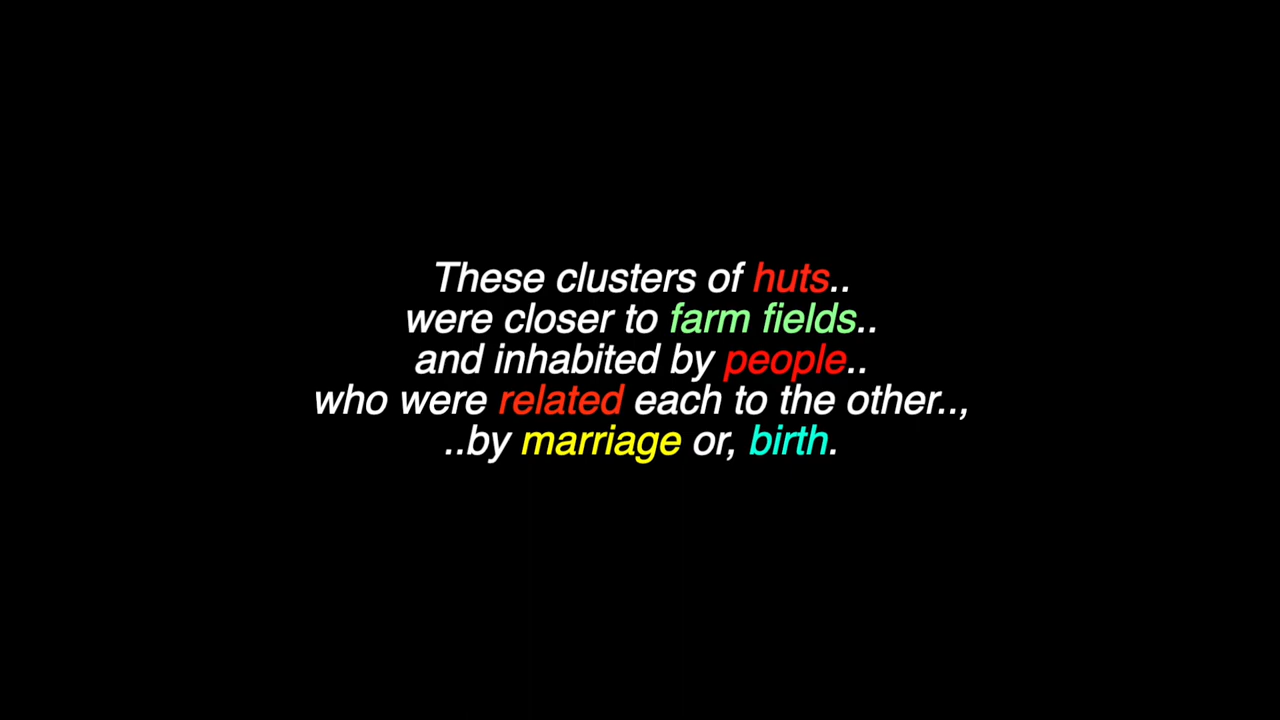 These clusters of huts..
were closer to farm fields..
and inhabited by people..
who were related each to the other..,
..by marriage or, birth.